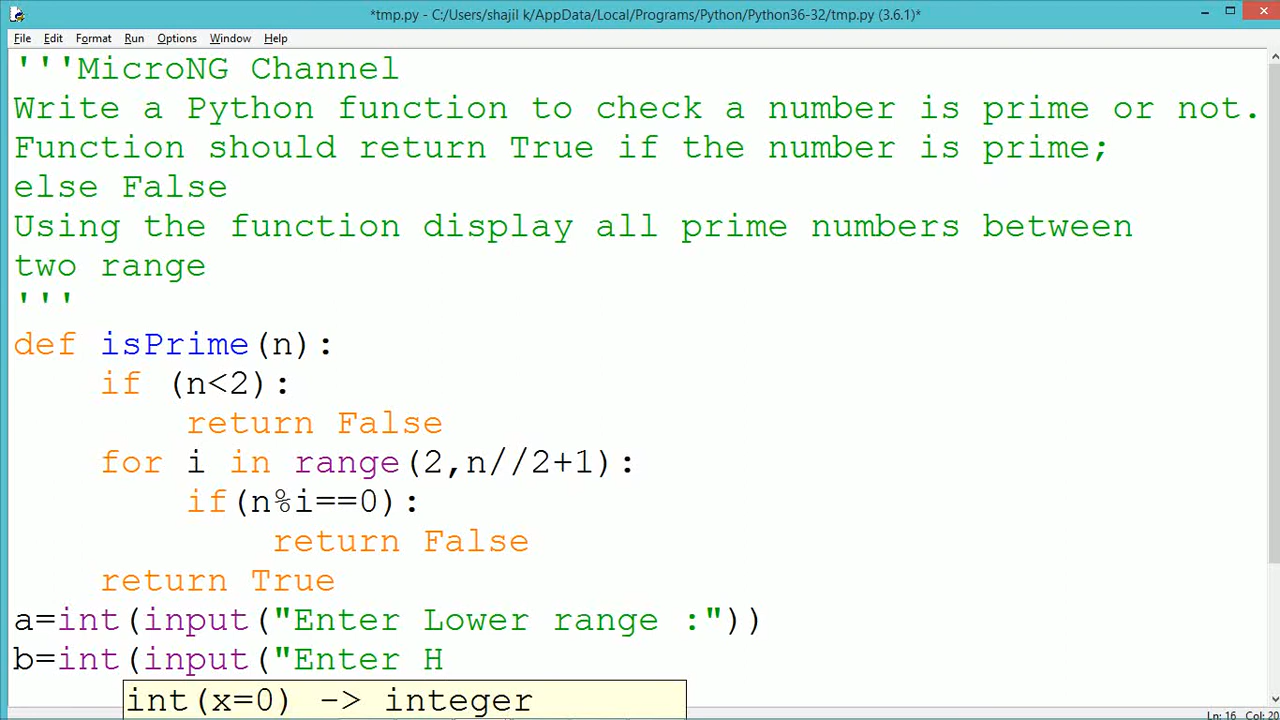 *tmp.py - C:/Users/shajil k/AppData/Local/Programs/Python/Python36-32/tmp.py (3.6.1)*
File Edit Format Run Options Window Help
'''MicroNG Channel
Write a Python function to check a number is prime or not.
Function should return True if the number is prime;
else False
Using the function display all prime numbers between
two range
'''
def isPrime(n):
    if (n<2):
        return False
    for i in range(2,n//2+1):
        if(n%i==0):
            return False
    return True
a=int(input("Enter Lower range :"))
b=int(input("Enter H
int(x=0) -> integer
Ln: 16 Col: 20